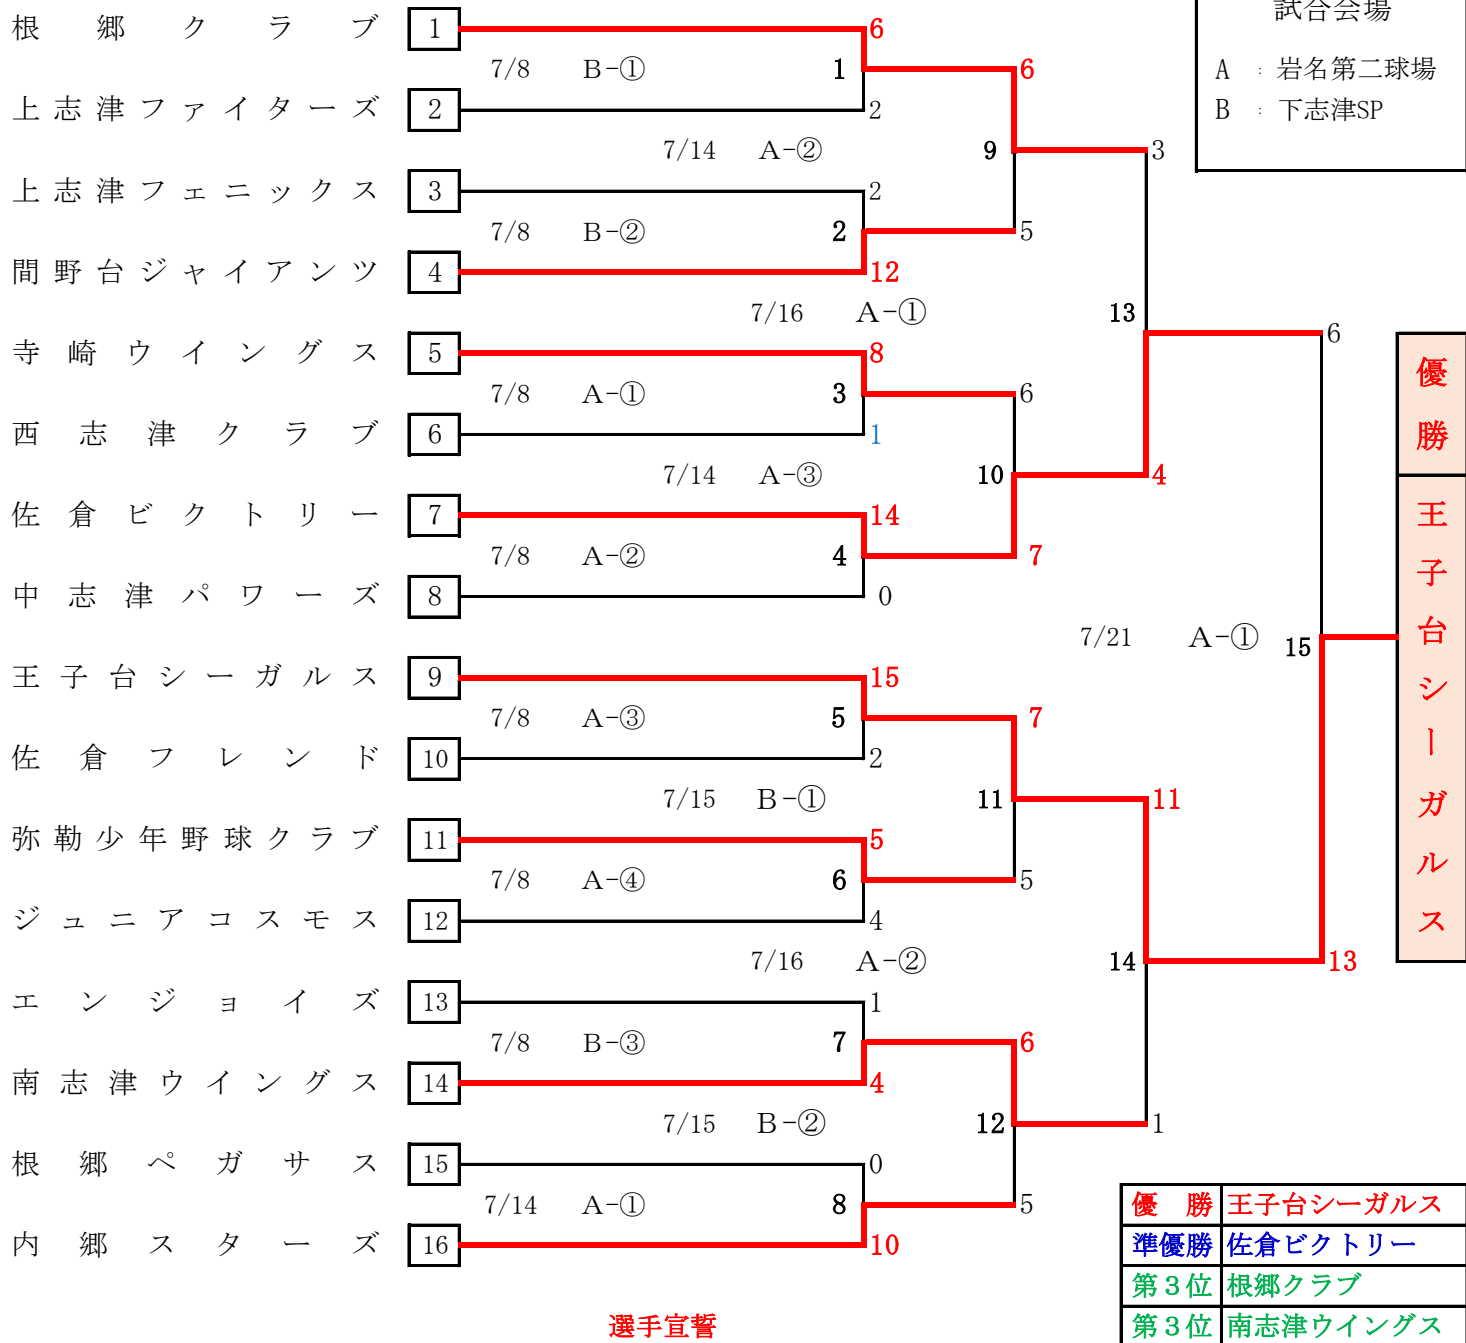 試合会場
A : 岩名第二球場
B : 下志津SP
根郷クラブ 1 6
7/8 B-① 1 6
上志津ファイターズ 2 2
7/14 A-② 9 3
上志津フェニックス 3 2
7/8 B-② 2 5
間野台ジャイアンツ 4 12
7/16 A-① 13 6
寺崎ウイングス 5 8
7/8 A-① 3 6
西志津クラブ 6 1
7/14 A-③ 10 4
佐倉ビクトリー 7 14
7/8 A-② 4 7
中志津パワーズ 8 0
7/21 A-① 15
王子台シーガルス 9 15
7/8 A-③ 5 7
佐倉フレンド 10 2
7/15 B-① 11 11
弥勒少年野球クラブ 11 5
7/8 A-④ 6 5
ジュニアコスモス 12 4
7/16 A-② 14 13
エンジョイズ 13 1
7/8 B-③ 7 6
南志津ウイングス 14 4
7/15 B-② 12 1
根郷ペガサス 15 0
7/14 A-① 8 5
内郷スターズ 16 10
優勝
王子台シーガルス
優勝 王子台シーガルス
準優勝 佐倉ビクトリー
第3位 根郷クラブ
第3位 南志津ウイングス
選手宣誓